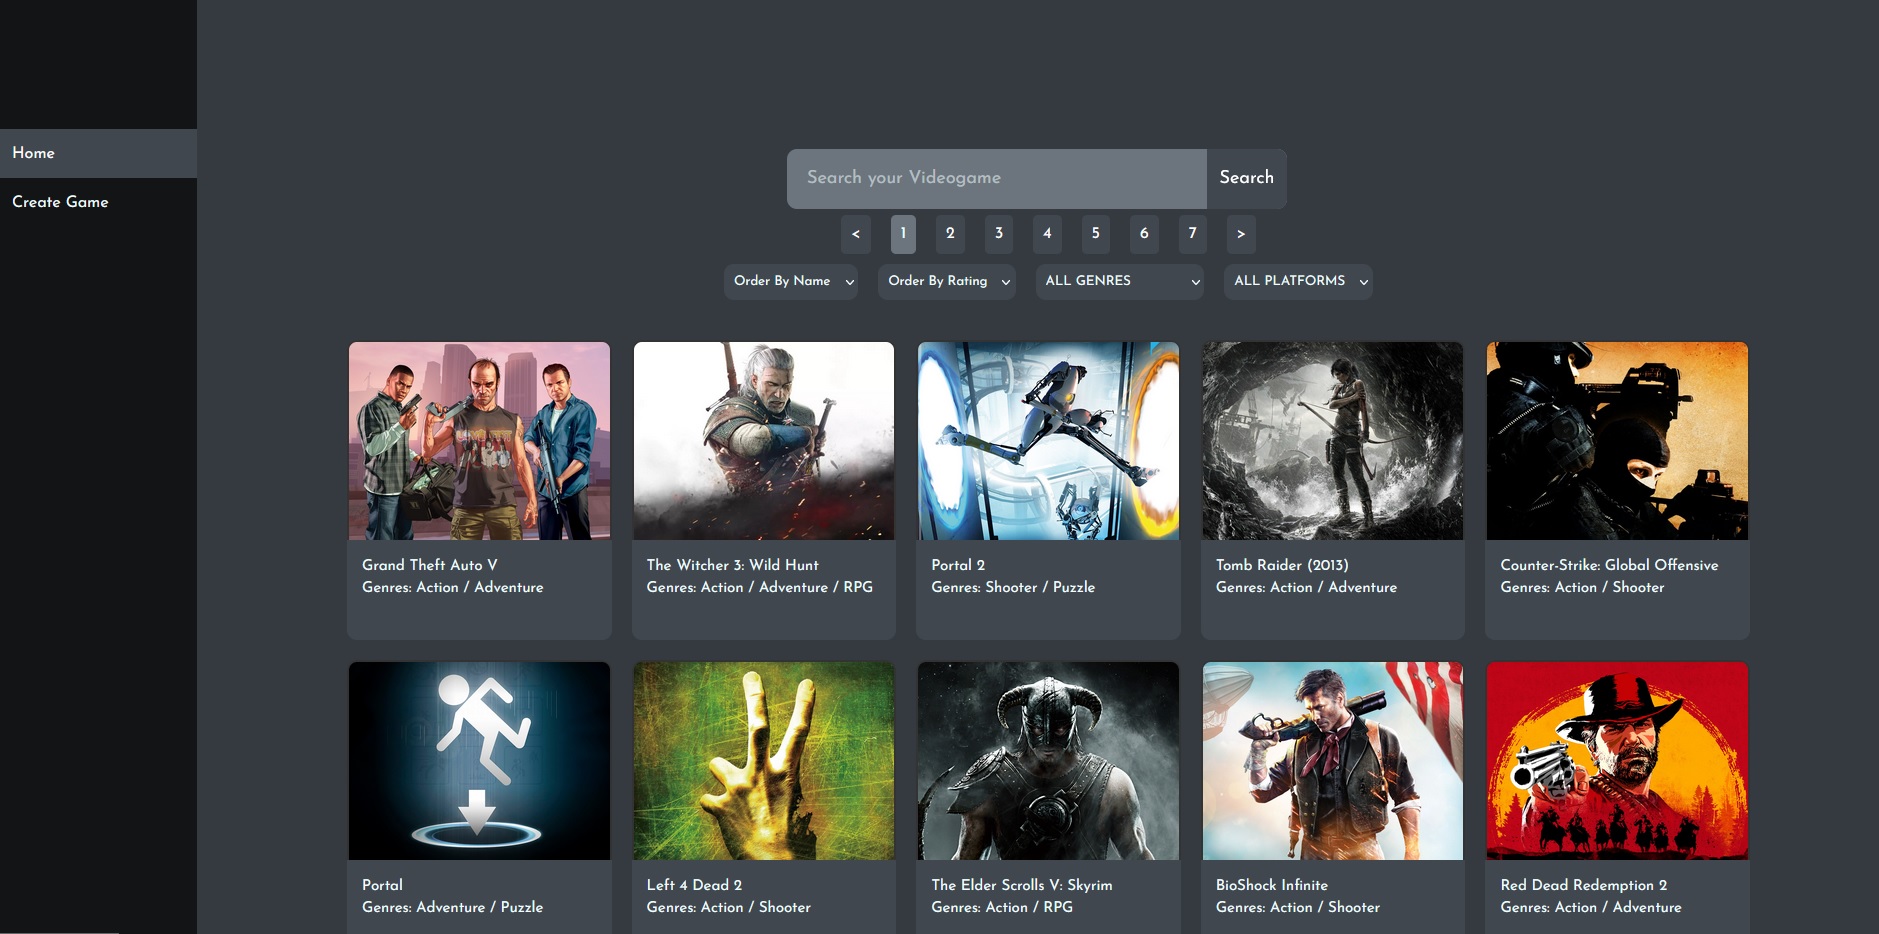 Home
Create Game
Search your Videogame
Search
< 1 2 3 4 5 6 7 >
Order By Name
Order By Rating
ALL GENRES
ALL PLATFORMS
Grand Theft Auto V
Genres: Action / Adventure
The Witcher 3: Wild Hunt
Genres: Action / Adventure / RPG
Portal 2
Genres: Shooter / Puzzle
Tomb Raider (2013)
Genres: Action / Adventure
Counter-Strike: Global Offensive
Genres: Action / Shooter
Portal
Genres: Adventure / Puzzle
Left 4 Dead 2
Genres: Action / Shooter
The Elder Scrolls V: Skyrim
Genres: Action / RPG
BioShock Infinite
Genres: Action / Shooter
Red Dead Redemption 2
Genres: Action / Adventure